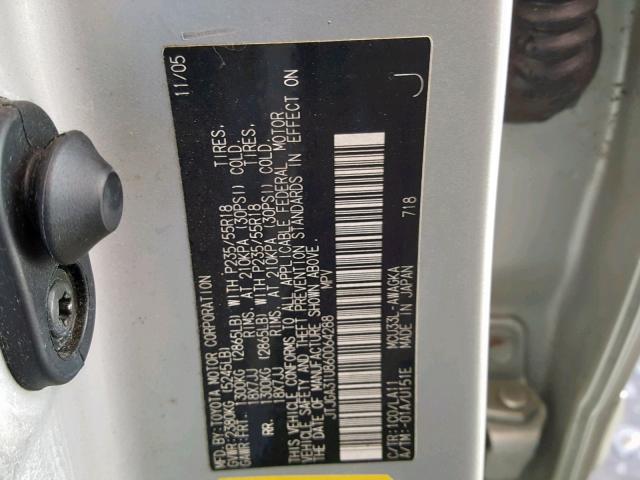 MFD. BY: TOYOTA MOTOR CORPORATION 11/05
GVWR: 2380KG (5245LB)
GAWR: FRT. 1300KG (2865LB) WITH P235/55R18 TIRES,
18X7JJ RIMS, AT 210KPA (30PSI) COLD.
RR. 1300KG (2865LB) WITH P235/55R18 TIRES,
18X7JJ RIMS, AT 210KPA (30PSI) COLD.
THIS VEHICLE CONFORMS TO ALL APPLICABLE FEDERAL MOTOR
VEHICLE SAFETY AND THEFT PREVENTION STANDARDS IN EFFECT ON
THE DATE OF MANUFACTURE SHOWN ABOVE.
JTJGA31U860064288 MPV
C/TR: 1C0/LA11 MCU33L-AWAGKA 718
A/TM: -01A/U151E MADE IN JAPAN
J